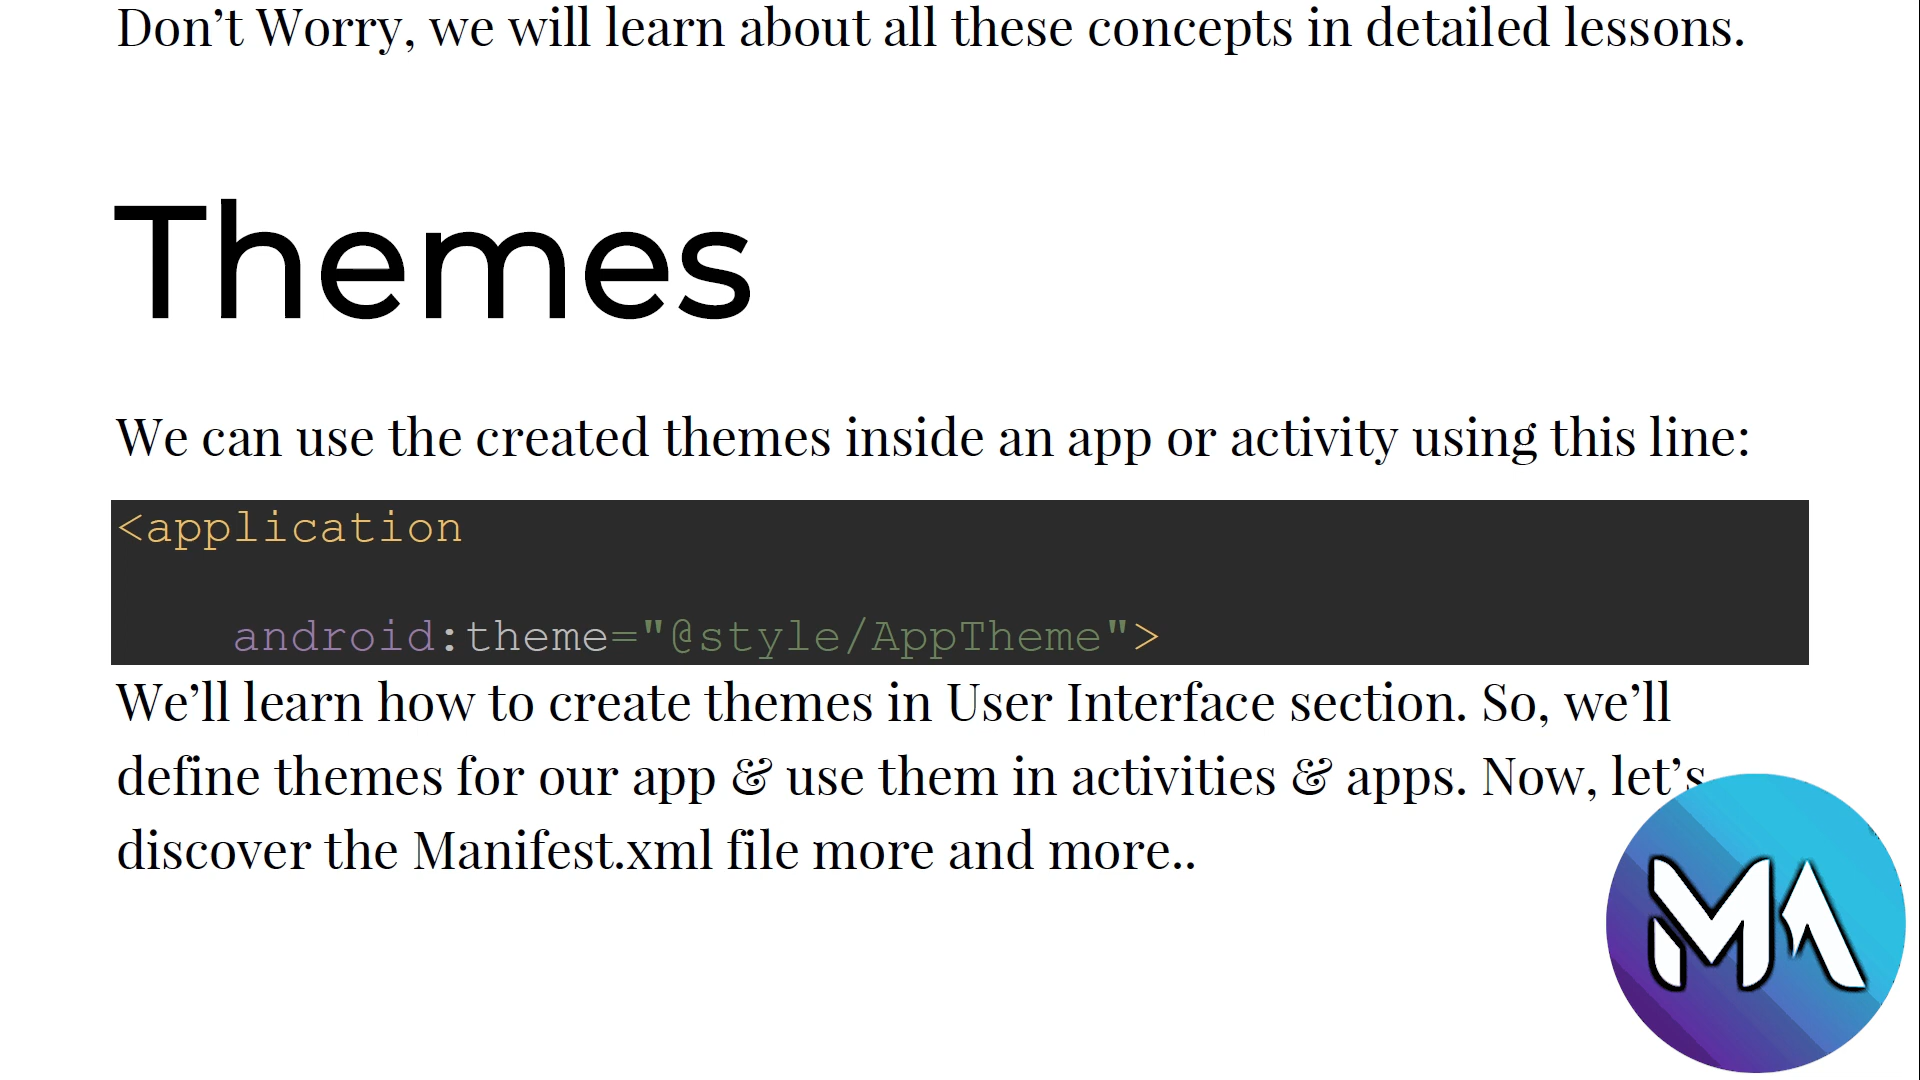 Don’t Worry, we will learn about all these concepts in detailed lessons.
Themes
We can use the created themes inside an app or activity using this line:
<application
android:theme="@style/AppTheme">
We’ll learn how to create themes in User Interface section. So, we’ll
define themes for our app & use them in activities & apps. Now, let’s
discover the Manifest.xml file more and more..
MA